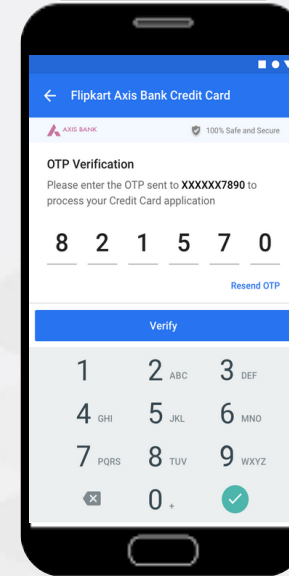 Flipkart Axis Bank Credit Card
AXIS BANK 100% Safe and Secure
OTP Verification
Please enter the OTP sent to XXXXXX7890 to
process your Credit Card application
8 2 1 5 7 0
Resend OTP
Verify
1 2 ABC 3 DEF
4 GHI 5 JKL 6 MNO
7 PQRS 8 TUV 9 WXYZ
0 +